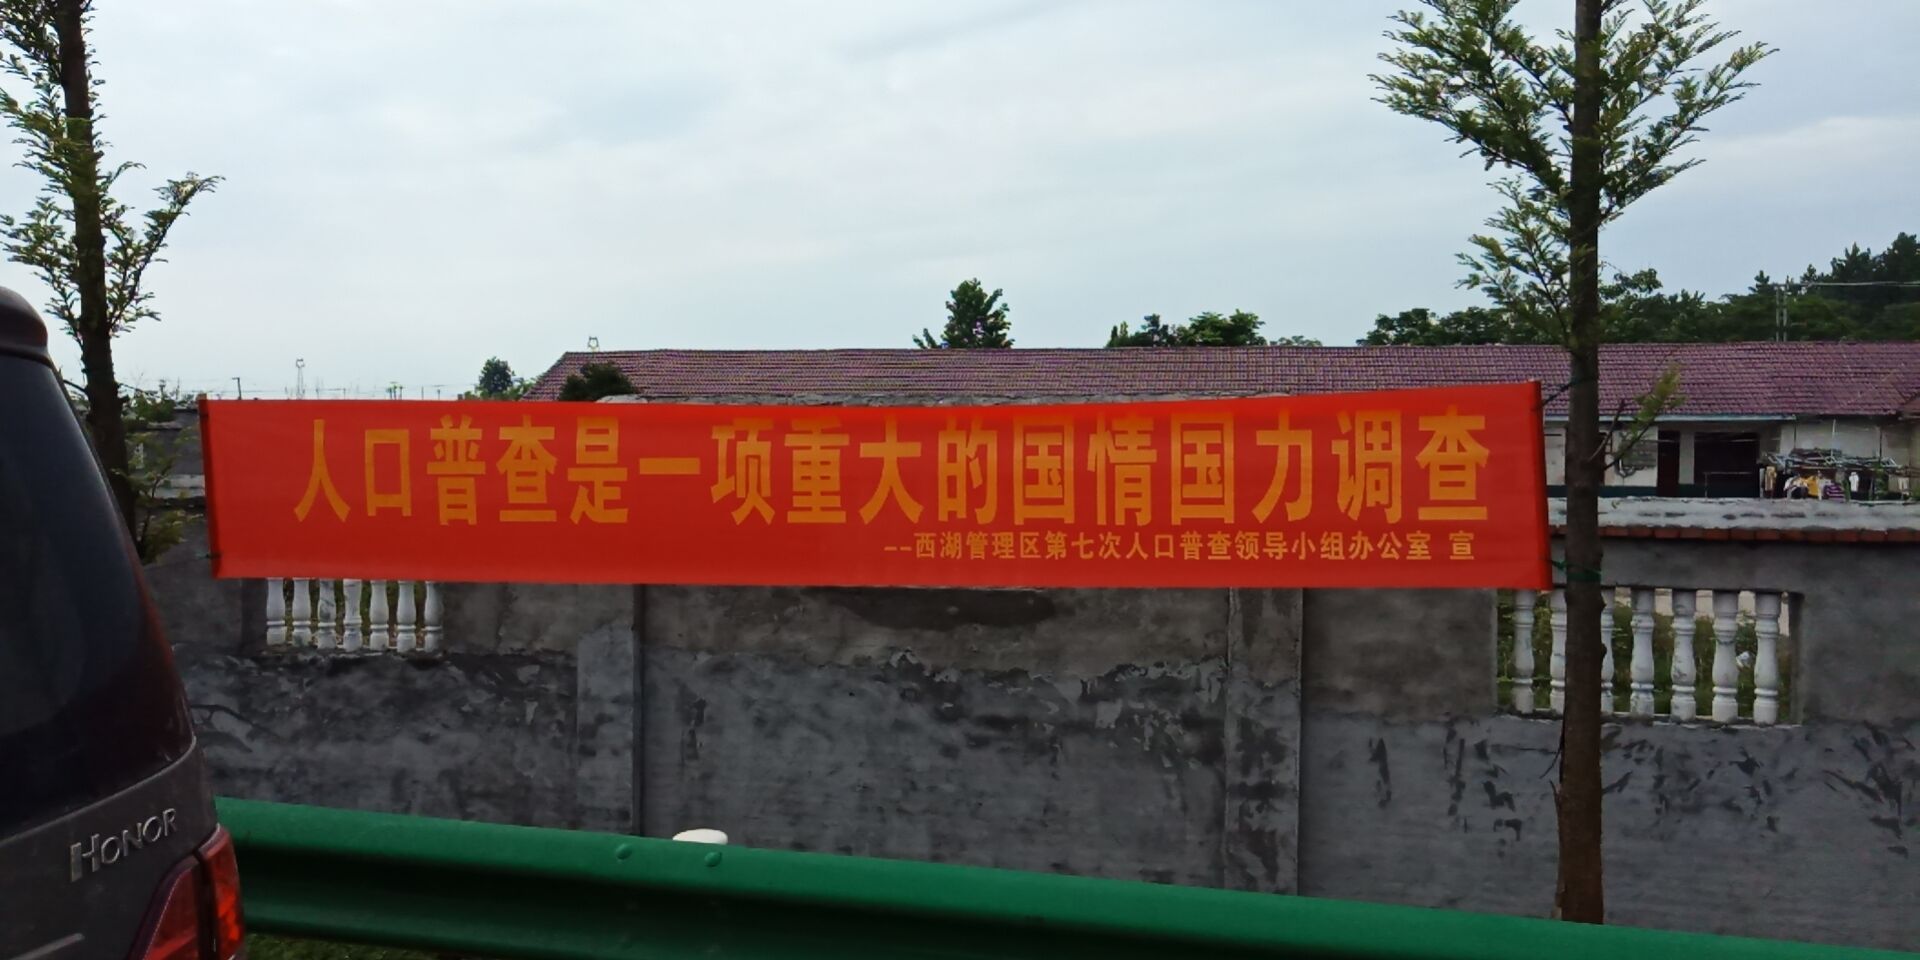 人口普查是一项重大的国情国力调查
--西湖管理区第七次人口普查领导小组办公室 宣
HONOR